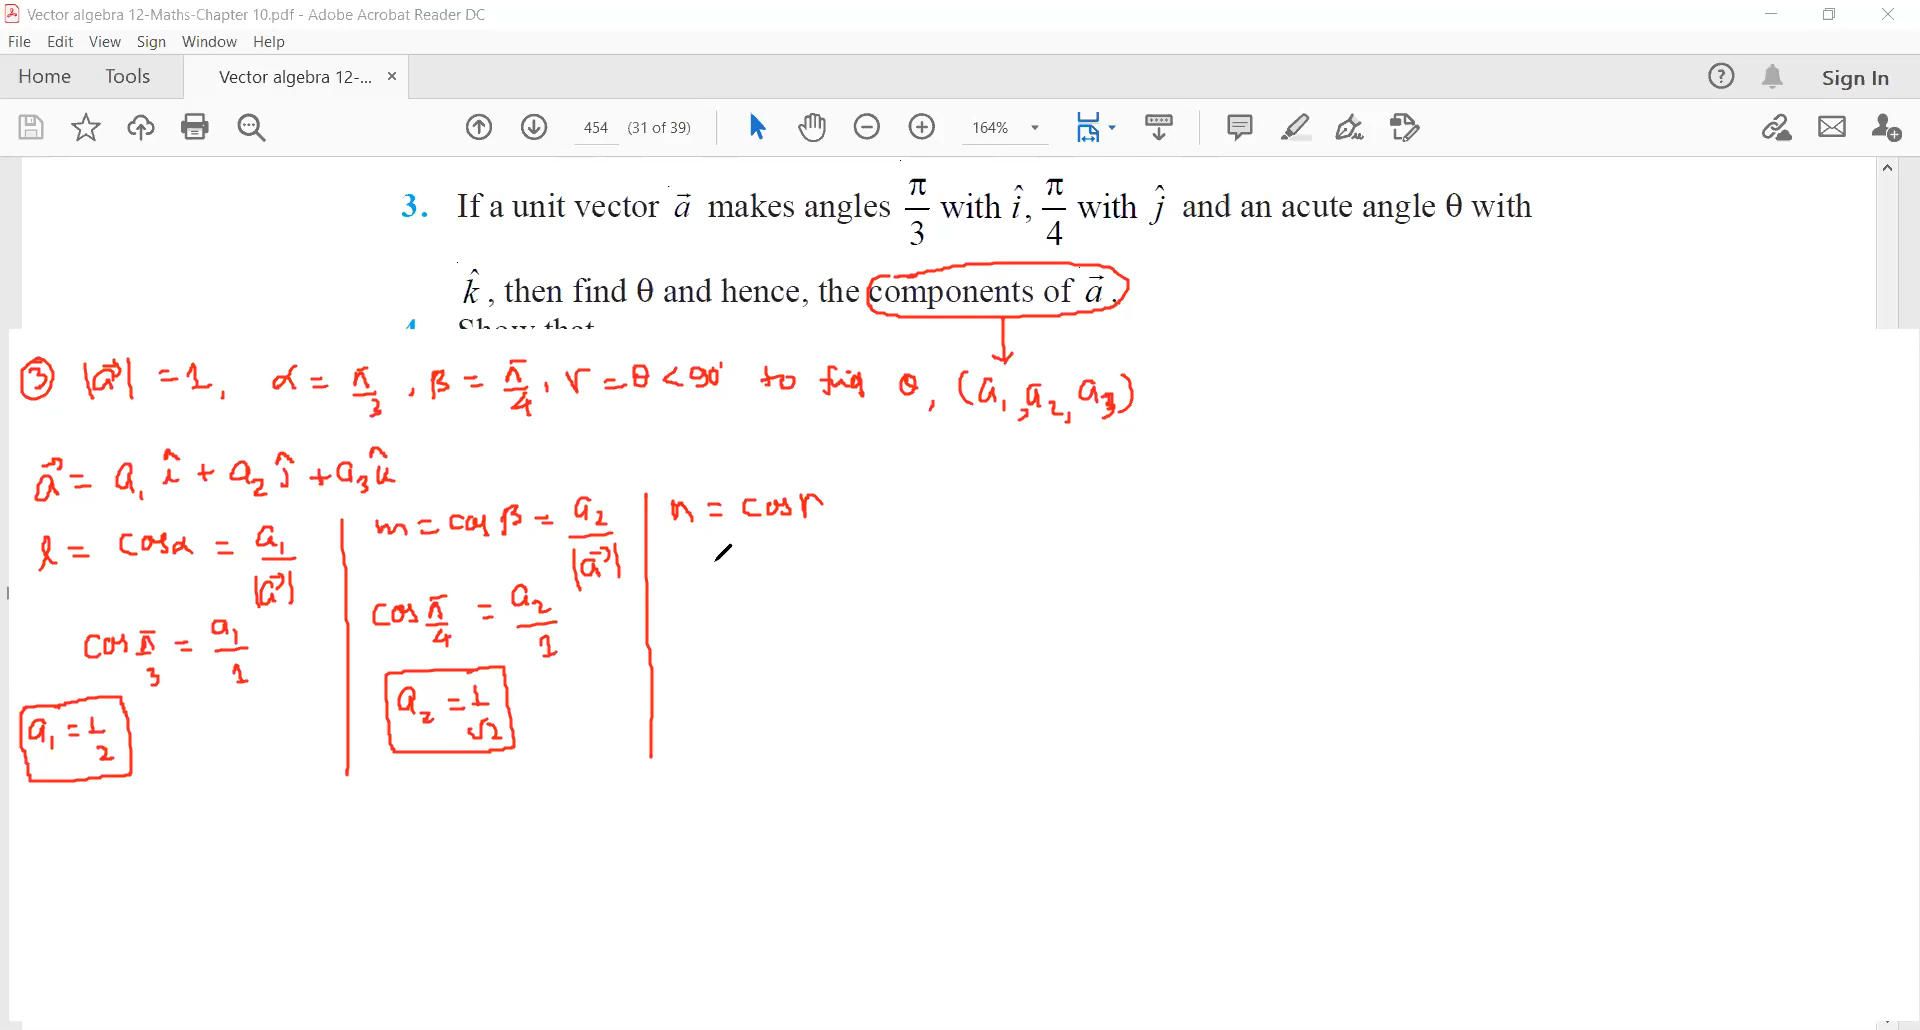 Vector algebra 12-Maths-Chapter 10.pdf - Adobe Acrobat Reader DC
File Edit View Sign Window Help
Home Tools Vector algebra 12-... × Sign In
454 (31 of 39) 164%
3. If a unit vector a⃗ makes angles π/3 with î, π/4 with ĵ and an acute angle θ with
k̂, then find θ and hence, the components of a⃗.
4 Show that
③ |a⃗| = 1, α = π/3, β = π/4, γ = θ < 90° to find θ, (a₁, a₂, a₃)
a⃗ = a₁ î + a₂ ĵ + a₃ k̂
l = cosα = a₁/|a⃗|
cos π/3 = a₁/1
a₁ = 1/2
m = cos β = a₂/|a⃗|
cos π/4 = a₂/1
a₂ = 1/√2
n = cos γ